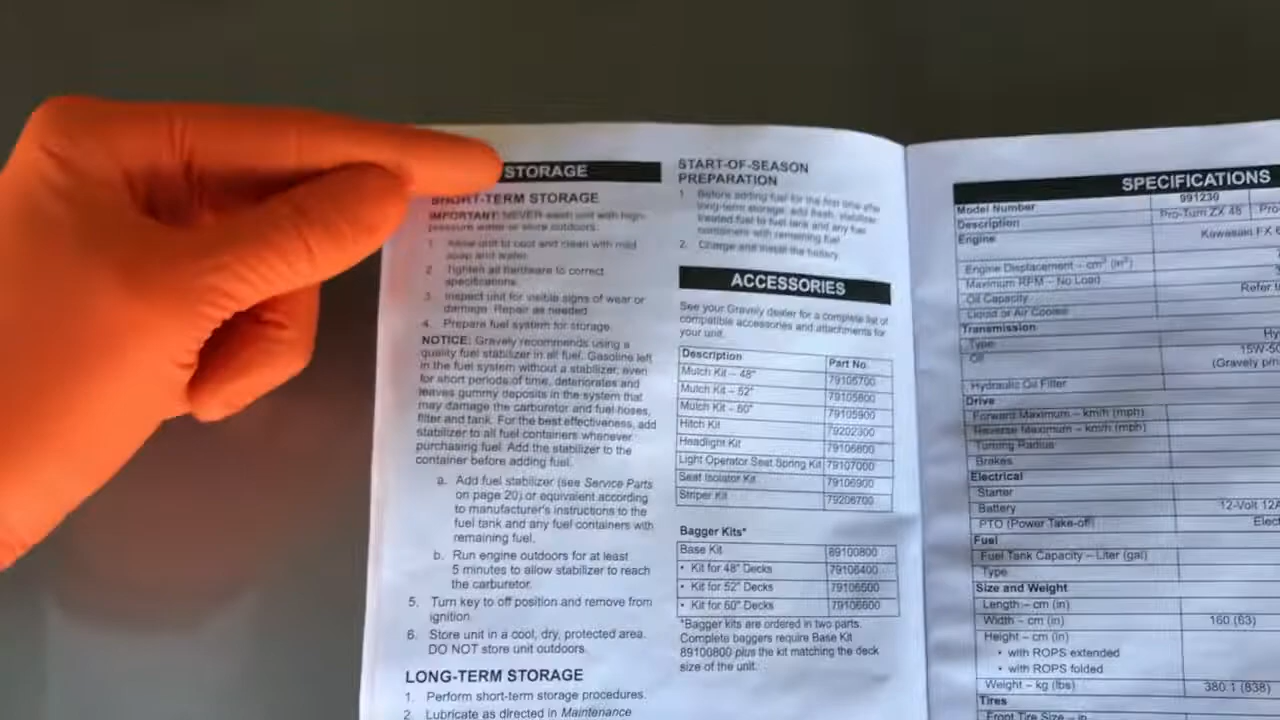 STORAGE
SHORT-TERM STORAGE
IMPORTANT: NEVER wash unit with high-
pressure water or store outdoors.
1. Allow unit to cool and clean with mild
soap and water.
2. Tighten all hardware to correct
specifications.
3. Inspect unit for visible signs of wear or
damage. Repair as needed.
4. Prepare fuel system for storage.
NOTICE: Gravely recommends using a
quality fuel stabilizer in all fuel. Gasoline left
in the fuel system without a stabilizer, even
for short periods of time, deteriorates and
leaves gummy deposits in the system that
may damage the carburetor and fuel hoses,
filter and tank. For the best effectiveness, add
stabilizer to all fuel containers whenever
purchasing fuel. Add the stabilizer to the
container before adding fuel.
a. Add fuel stabilizer (see Service Parts
on page 20) or equivalent according
to manufacturer's instructions to the
fuel tank and any fuel containers with
remaining fuel.
b. Run engine outdoors for at least
5 minutes to allow stabilizer to reach
the carburetor.
5. Turn key to off position and remove from
ignition.
6. Store unit in a cool, dry, protected area.
DO NOT store unit outdoors.
LONG-TERM STORAGE
1. Perform short-term storage procedures.
2. Lubricate as directed in Maintenance
START-OF-SEASON
PREPARATION
1. Before adding fuel for the first time after
long-term storage, add fresh, stabilizer
treated fuel to fuel tank and any fuel
containers with remaining fuel.
2. Charge and install the battery.
ACCESSORIES
See your Gravely dealer for a complete list of
compatible accessories and attachments for
your unit.
Description Part No.
Mulch Kit – 48" 79105700
Mulch Kit – 52" 79105800
Mulch Kit – 60" 79105900
Hitch Kit 79202300
Headlight Kit 79106800
Light Operator Seat Spring Kit 79107000
Seat Isolator Kit 79106900
Striper Kit 79206700
Bagger Kits*
Base Kit 89100800
• Kit for 48" Decks 79106400
• Kit for 52" Decks 79106500
• Kit for 60" Decks 79106600
*Bagger kits are ordered in two parts.
Complete baggers require Base Kit
89100800 plus the kit matching the deck
size of the unit.
SPECIFICATIONS
Model Number 991230
Description Pro-Turn ZX 48 Pro-
Engine Kawasaki FX
Engine Displacement – cm³ (in³)
Maximum RPM – No Load
Oil Capacity Refer
Liquid or Air Cooled
Transmission
Type Hy
Oil 15W-50
(Gravely p/n
Hydraulic Oil Filter
Drive
Forward Maximum – km/h (mph)
Reverse Maximum – km/h (mph)
Turning Radius
Brakes
Electrical
Starter
Battery 12-Volt 12A
PTO (Power Take-off) Elect
Fuel
Fuel Tank Capacity – Liter (gal)
Type
Size and Weight
Length – cm (in)
Width – cm (in) 160 (63)
Height – cm (in)
• with ROPS extended
• with ROPS folded
Weight – kg (lbs) 380.1 (838)
Tires
Front Tire Size – in